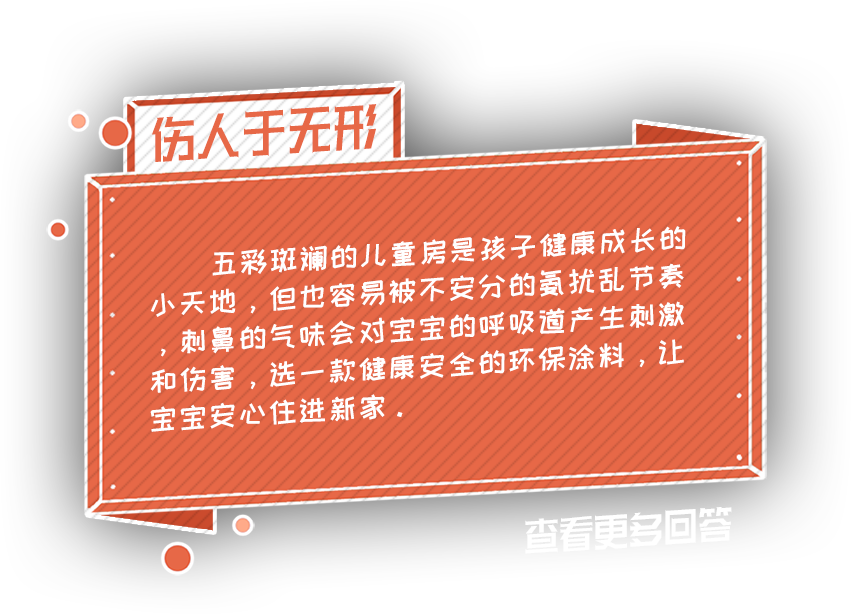 伤人于无形
五彩斑斓的儿童房是孩子健康成长的
小天地，但也容易被不安分的氨扰乱节奏
，刺鼻的气味会对宝宝的呼吸道产生刺激
和伤害，选一款健康安全的环保涂料，让
宝宝安心住进新家。
查看更多回答